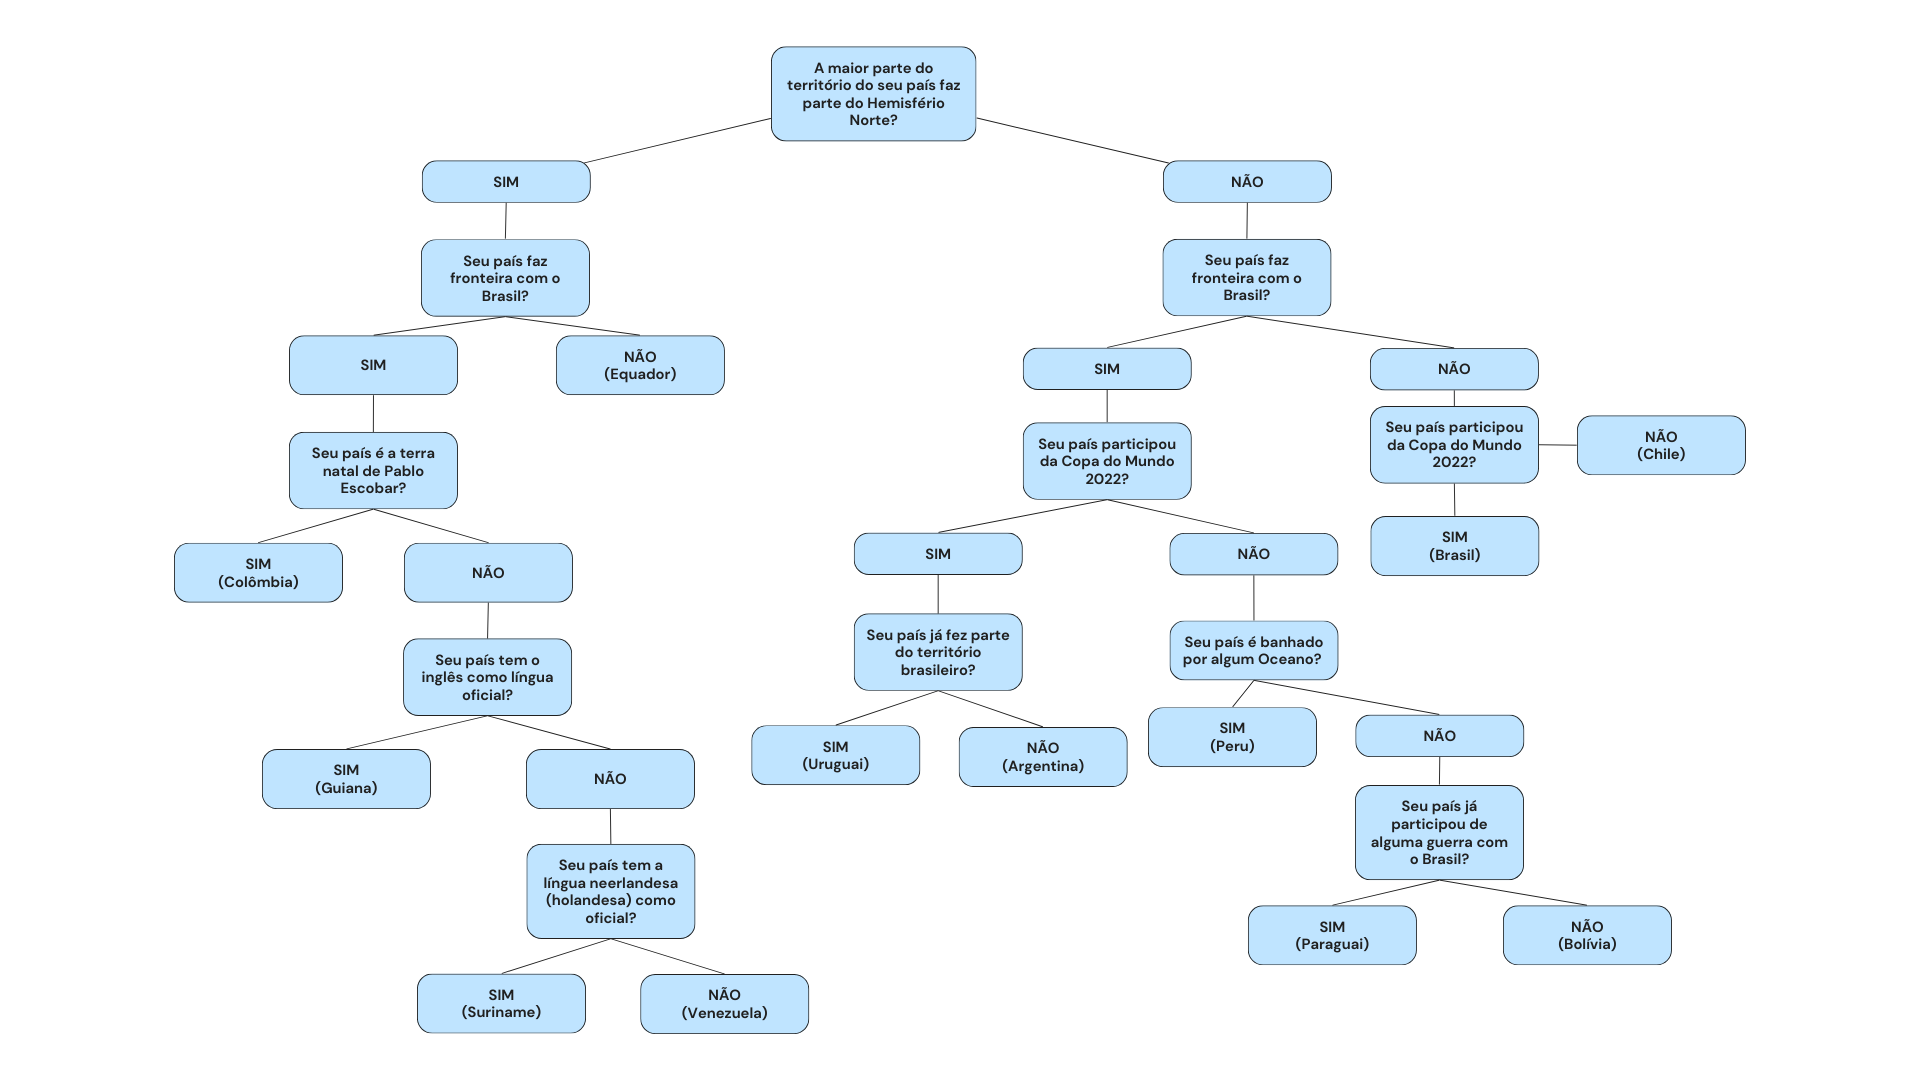 A maior parte do
território do seu país faz
parte do Hemisfério
Norte?
SIM
NÃO
Seu país faz
fronteira com o
Brasil?
Seu país faz
fronteira com o
Brasil?
SIM
NÃO
(Equador)
SIM
NÃO
Seu país é a terra
natal de Pablo
Escobar?
Seu país participou
da Copa do Mundo
2022?
Seu país participou
da Copa do Mundo
2022?
NÃO
(Chile)
SIM
(Colômbia)
NÃO
SIM
NÃO
SIM
(Brasil)
Seu país tem o
inglês como língua
oficial?
Seu país já fez parte
do território
brasileiro?
Seu país é banhado
por algum Oceano?
SIM
(Guiana)
NÃO
SIM
(Uruguai)
NÃO
(Argentina)
SIM
(Peru)
NÃO
Seu país tem a
língua neerlandesa
(holandesa) como
oficial?
Seu país já
participou de
alguma guerra com
o Brasil?
SIM
(Suriname)
NÃO
(Venezuela)
SIM
(Paraguai)
NÃO
(Bolívia)